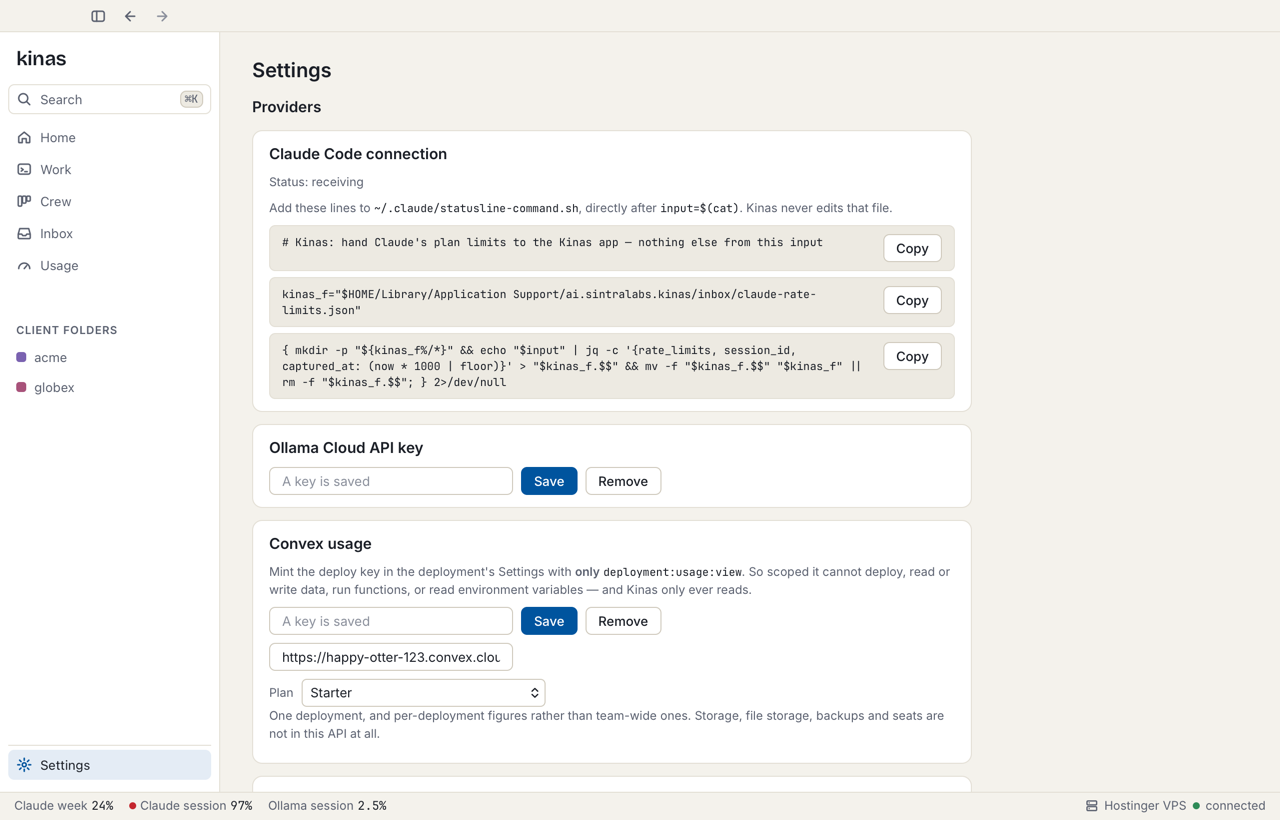 kinas
Search ⌘K
Home
Work
Crew
Inbox
Usage
CLIENT FOLDERS
acme
globex
Settings
Settings
Providers
Claude Code connection
Status: receiving
Add these lines to ~/.claude/statusline-command.sh, directly after input=$(cat). Kinas never edits that file.
# Kinas: hand Claude's plan limits to the Kinas app — nothing else from this input
Copy
kinas_f="$HOME/Library/Application Support/ai.sintralabs.kinas/inbox/claude-rate-
limits.json"
Copy
{ mkdir -p "${kinas_f%/*}" && echo "$input" | jq -c '{rate_limits, session_id,
captured_at: (now * 1000 | floor)}' > "$kinas_f.$$" && mv -f "$kinas_f.$$" "$kinas_f" ||
rm -f "$kinas_f.$$"; } 2>/dev/null
Copy
Ollama Cloud API key
A key is saved Save Remove
Convex usage
Mint the deploy key in the deployment's Settings with only deployment:usage:view. So scoped it cannot deploy, read or
write data, run functions, or read environment variables — and Kinas only ever reads.
A key is saved Save Remove
https://happy-otter-123.convex.clou
Plan Starter
One deployment, and per-deployment figures rather than team-wide ones. Storage, file storage, backups and seats are
not in this API at all.
Claude week 24% Claude session 97% Ollama session 2.5% Hostinger VPS connected